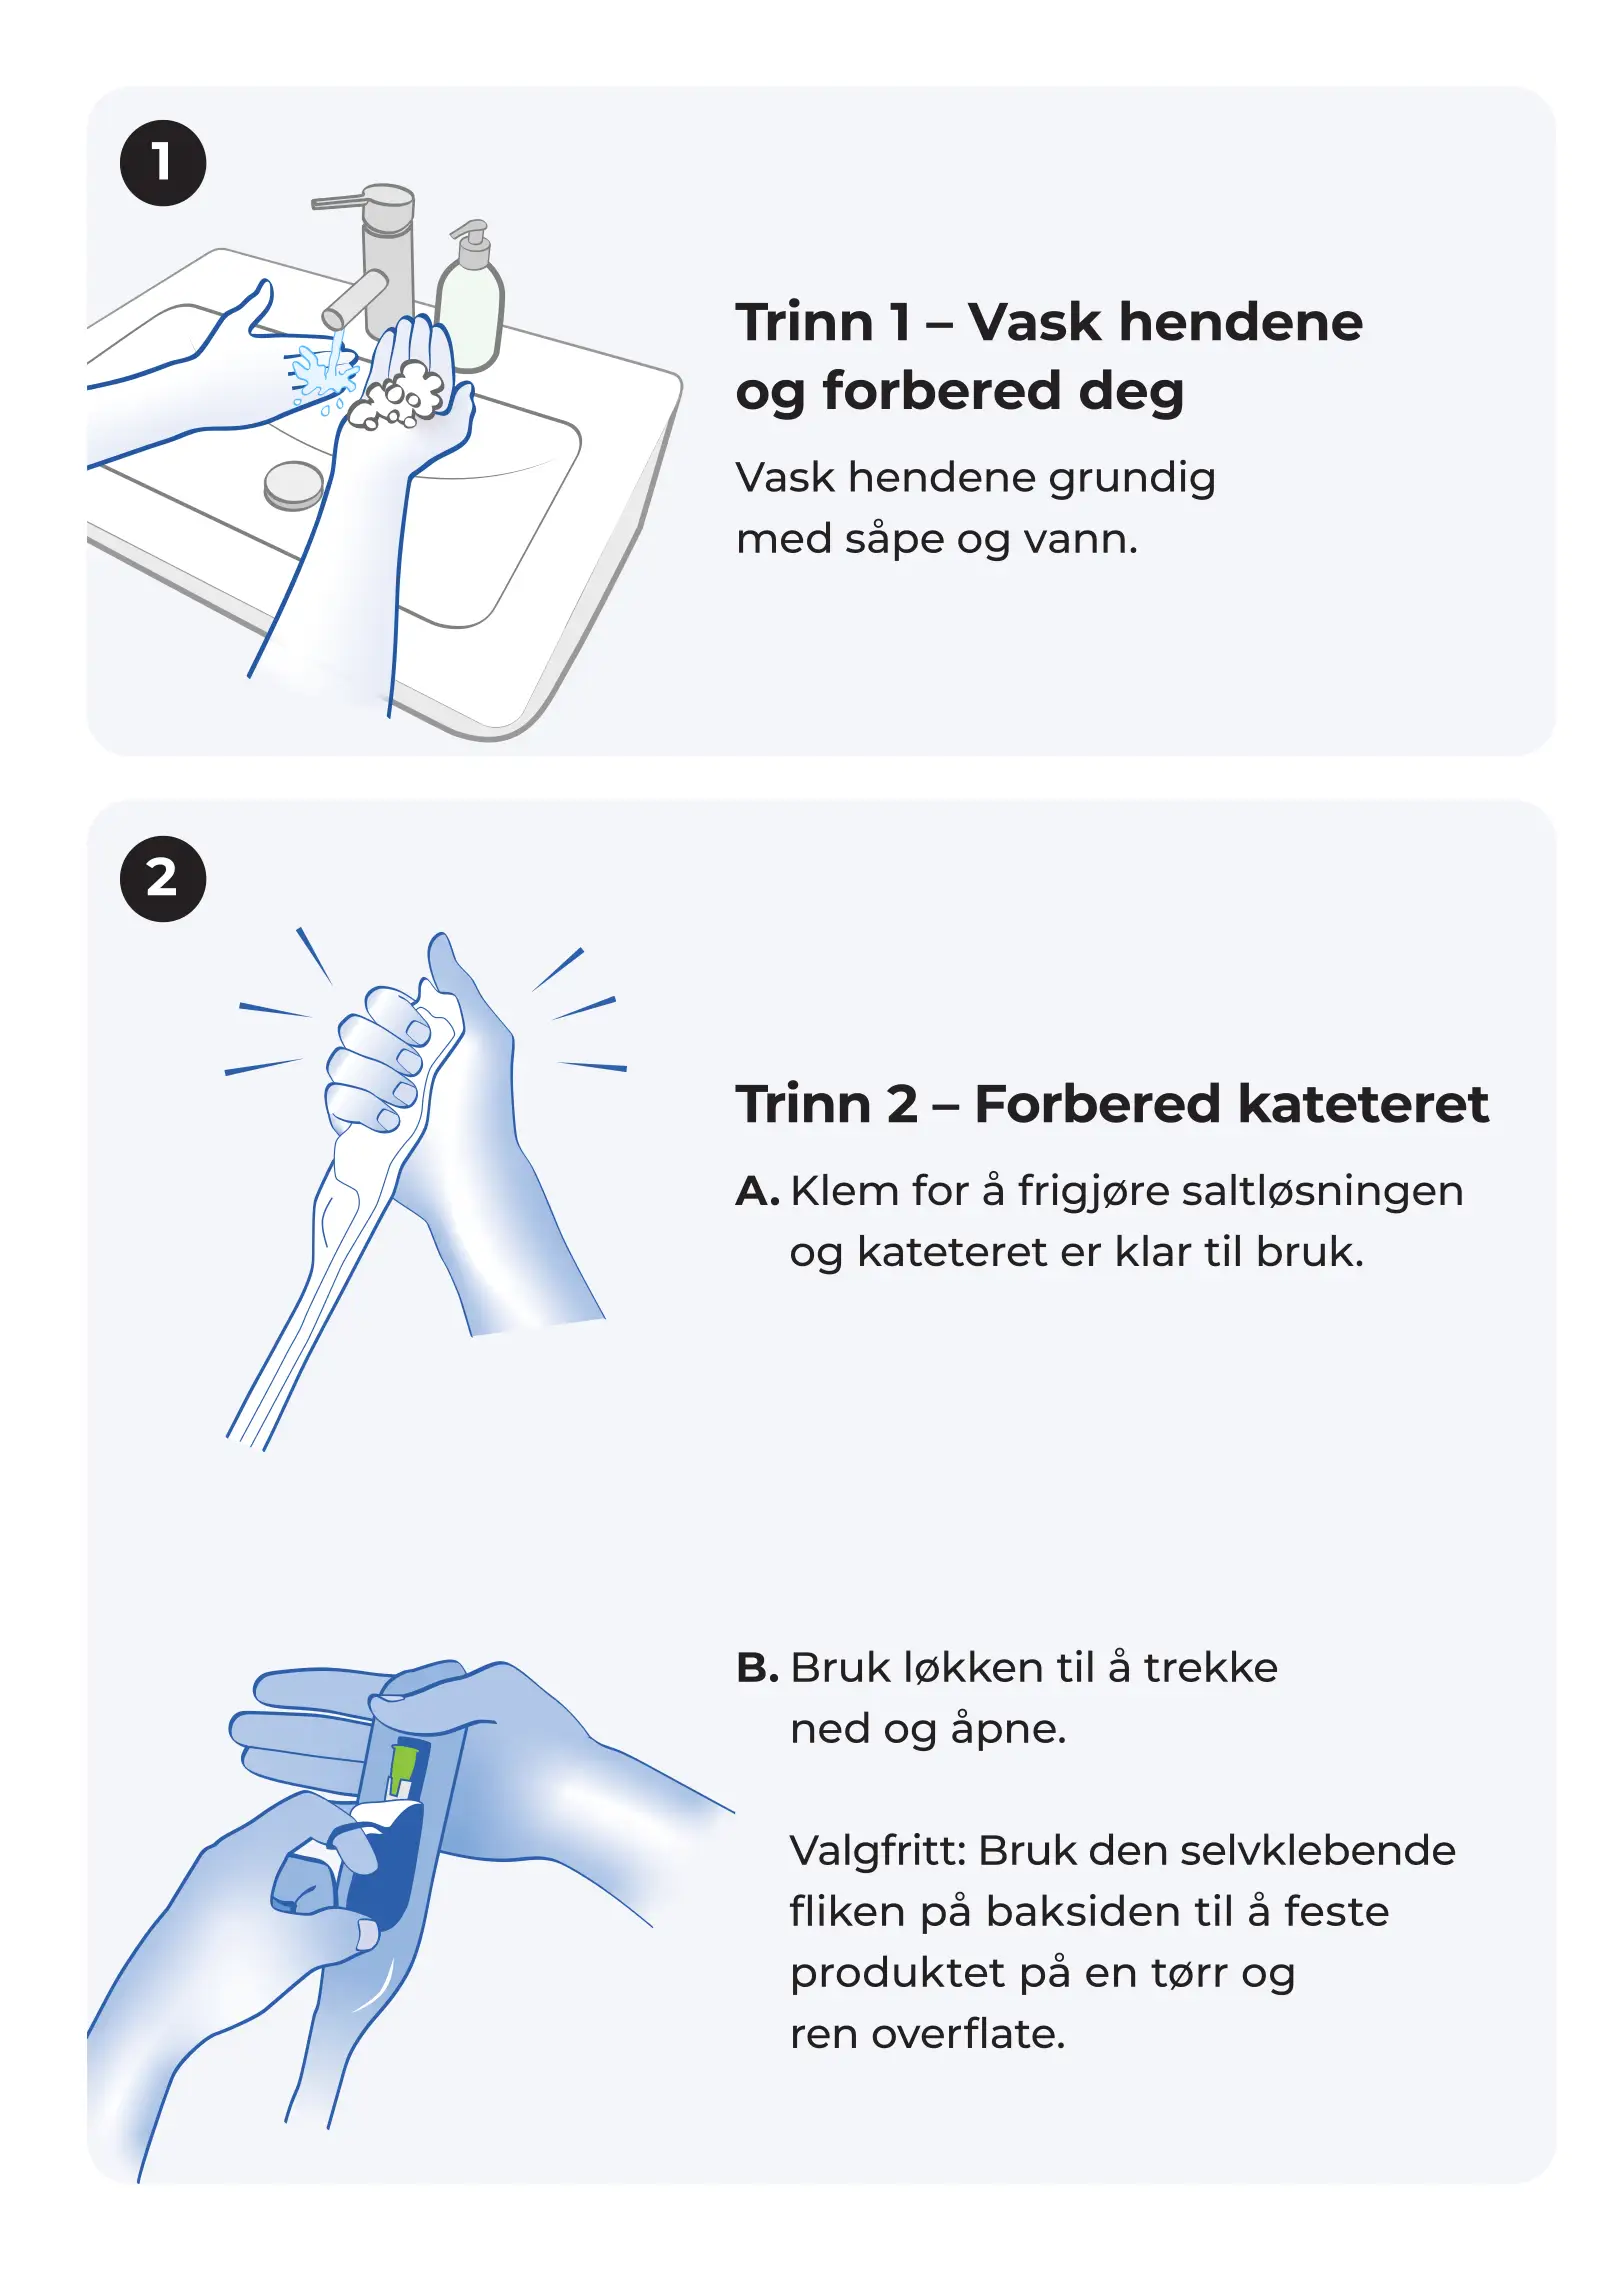 1
Trinn 1 – Vask hendene
og forbered deg
Vask hendene grundig
med såpe og vann.
2
Trinn 2 – Forbered kateteret
A. Klem for å frigjøre saltløsningen
og kateteret er klar til bruk.
B. Bruk løkken til å trekke
ned og åpne.
Valgfritt: Bruk den selvklebende
fliken på baksiden til å feste
produktet på en tørr og
ren overflate.